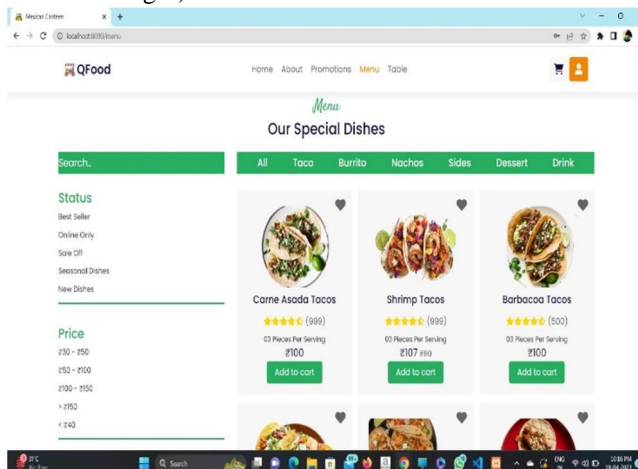 Mexican Canteen
localhost:8080/menu
QFood
Home About Promotions Menu Table
Menu
Our Special Dishes
Search..
All Taco Burrito Nachos Sides Dessert Drink
Status
Best Seller
Online Only
Sale Off
Seasonal Dishes
New Dishes
Price
₹30 - ₹50
₹50 - ₹100
₹100 - ₹150
> ₹150
< ₹40
Carne Asada Tacos
(999)
03 Pieces Per Serving
₹100
Add to cart
Shrimp Tacos
(999)
03 Pieces Per Serving
₹107
Add to cart
Barbacoa Tacos
(500)
03 Pieces Per Serving
₹100
Add to cart
Search
ENG
10:16 PM